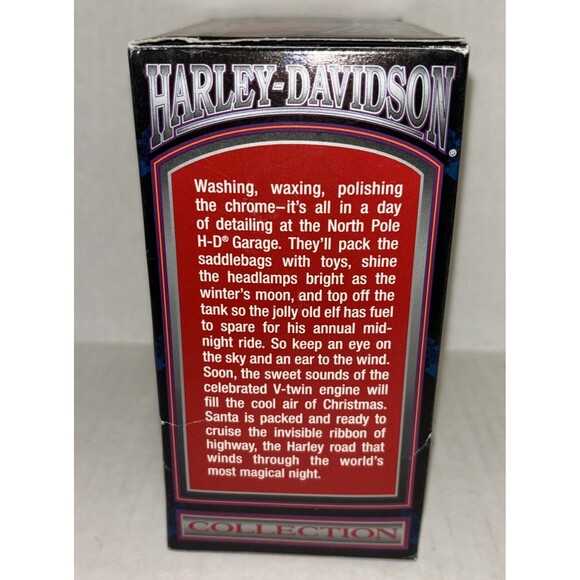 HARLEY-DAVIDSON
®
Washing, waxing, polishing
the chrome—it's all in a day
of detailing at the North Pole
H-D® Garage. They'll pack the
saddlebags with toys, shine
the headlamps bright as the
winter's moon, and top off the
tank so the jolly old elf has fuel
to spare for his annual mid-
night ride. So keep an eye on
the sky and an ear to the wind.
Soon, the sweet sounds of the
celebrated V-twin engine will
fill the cool air of Christmas.
Santa is packed and ready to
cruise the invisible ribbon of
highway, the Harley road that
winds through the world's
most magical night.
COLLECTION